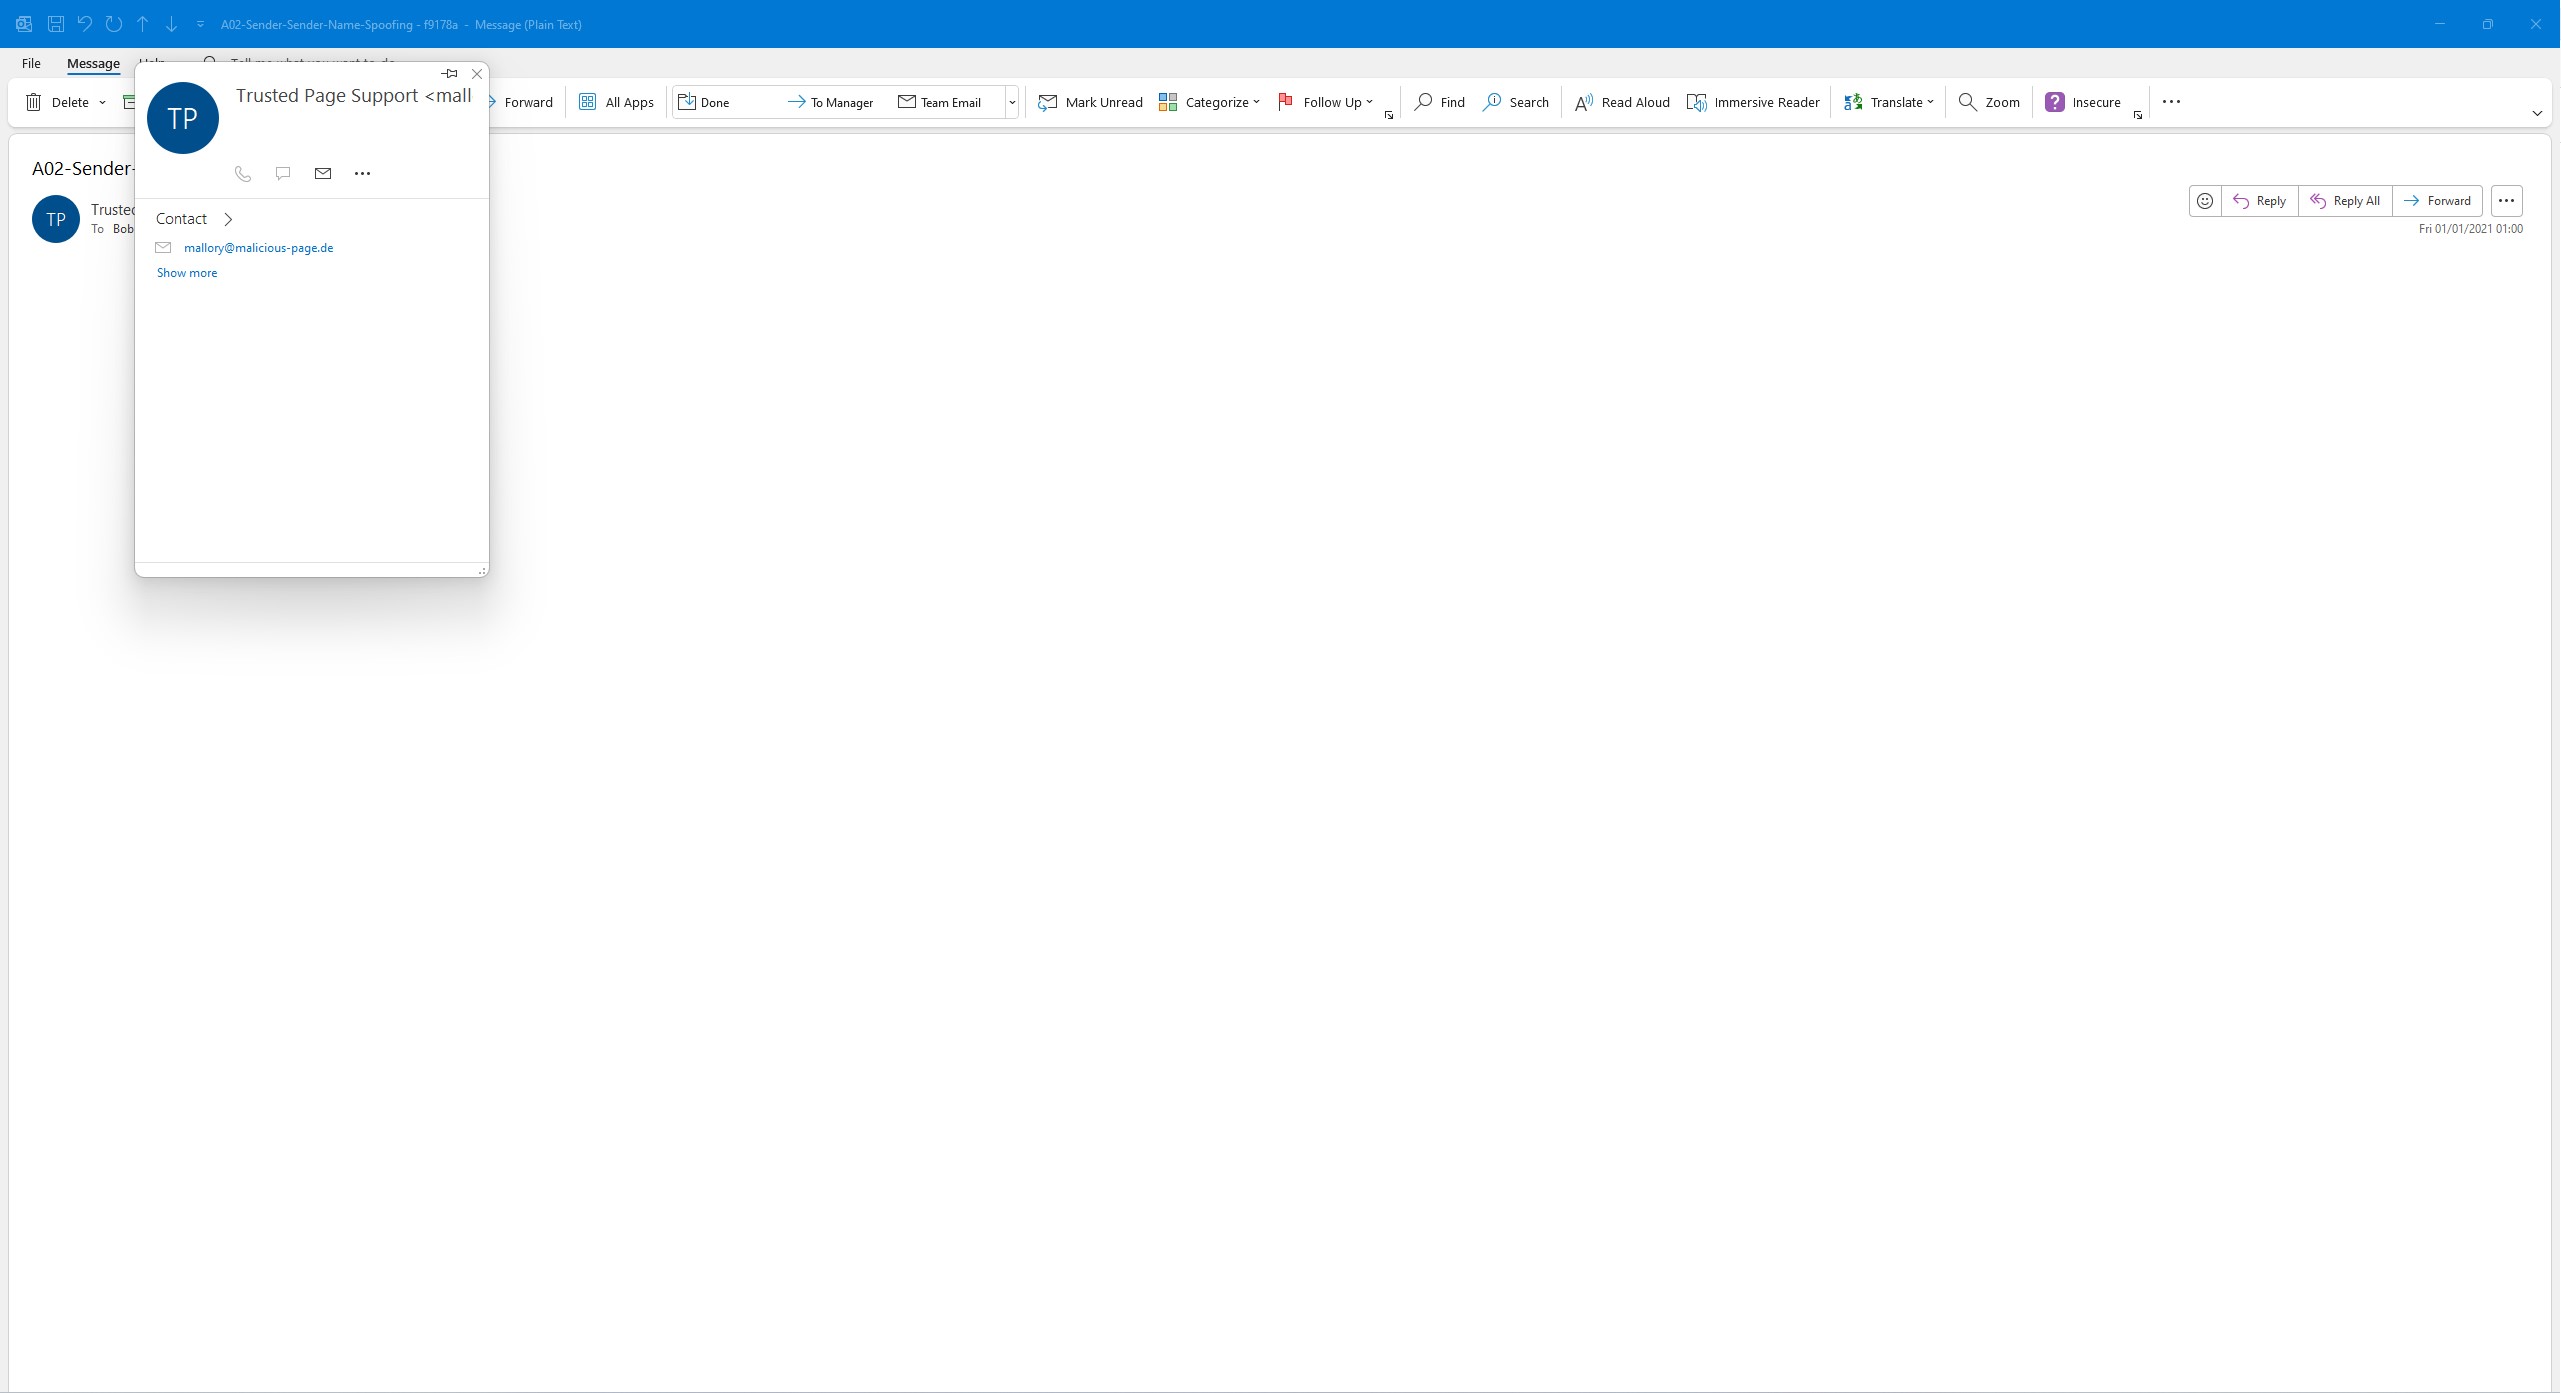 A02-Sender-Sender-Name-Spoofing - f9178a - Message (Plain Text)
File Message
Delete Forward All Apps Done To Manager Team Email Mark Unread Categorize Follow Up Find Search Read Aloud Immersive Reader Translate Zoom Insecure
TP Trusted Page Support <mall
A02-Sender-
Reply Reply All Forward
TP
To Bob
Fri 01/01/2021 01:00
Contact
mallory@malicious-page.de
Show more